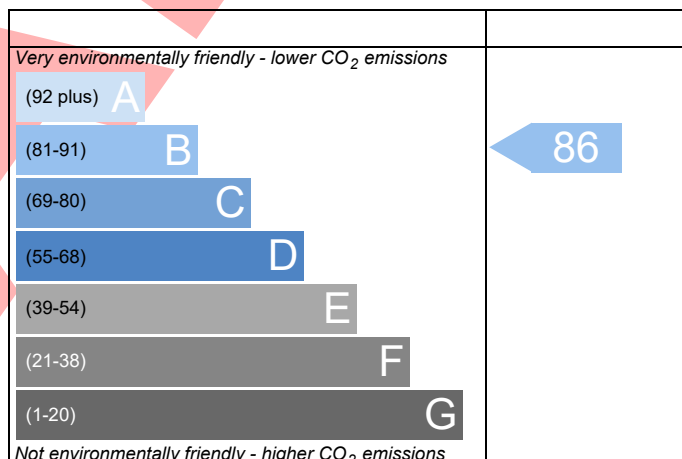 Very environmentally friendly - lower CO2 emissions
(92 plus) A
(81-91) B
86
(69-80) C
(55-68) D
(39-54) E
(21-38) F
(1-20) G
Not environmentally friendly - higher CO2 emissions